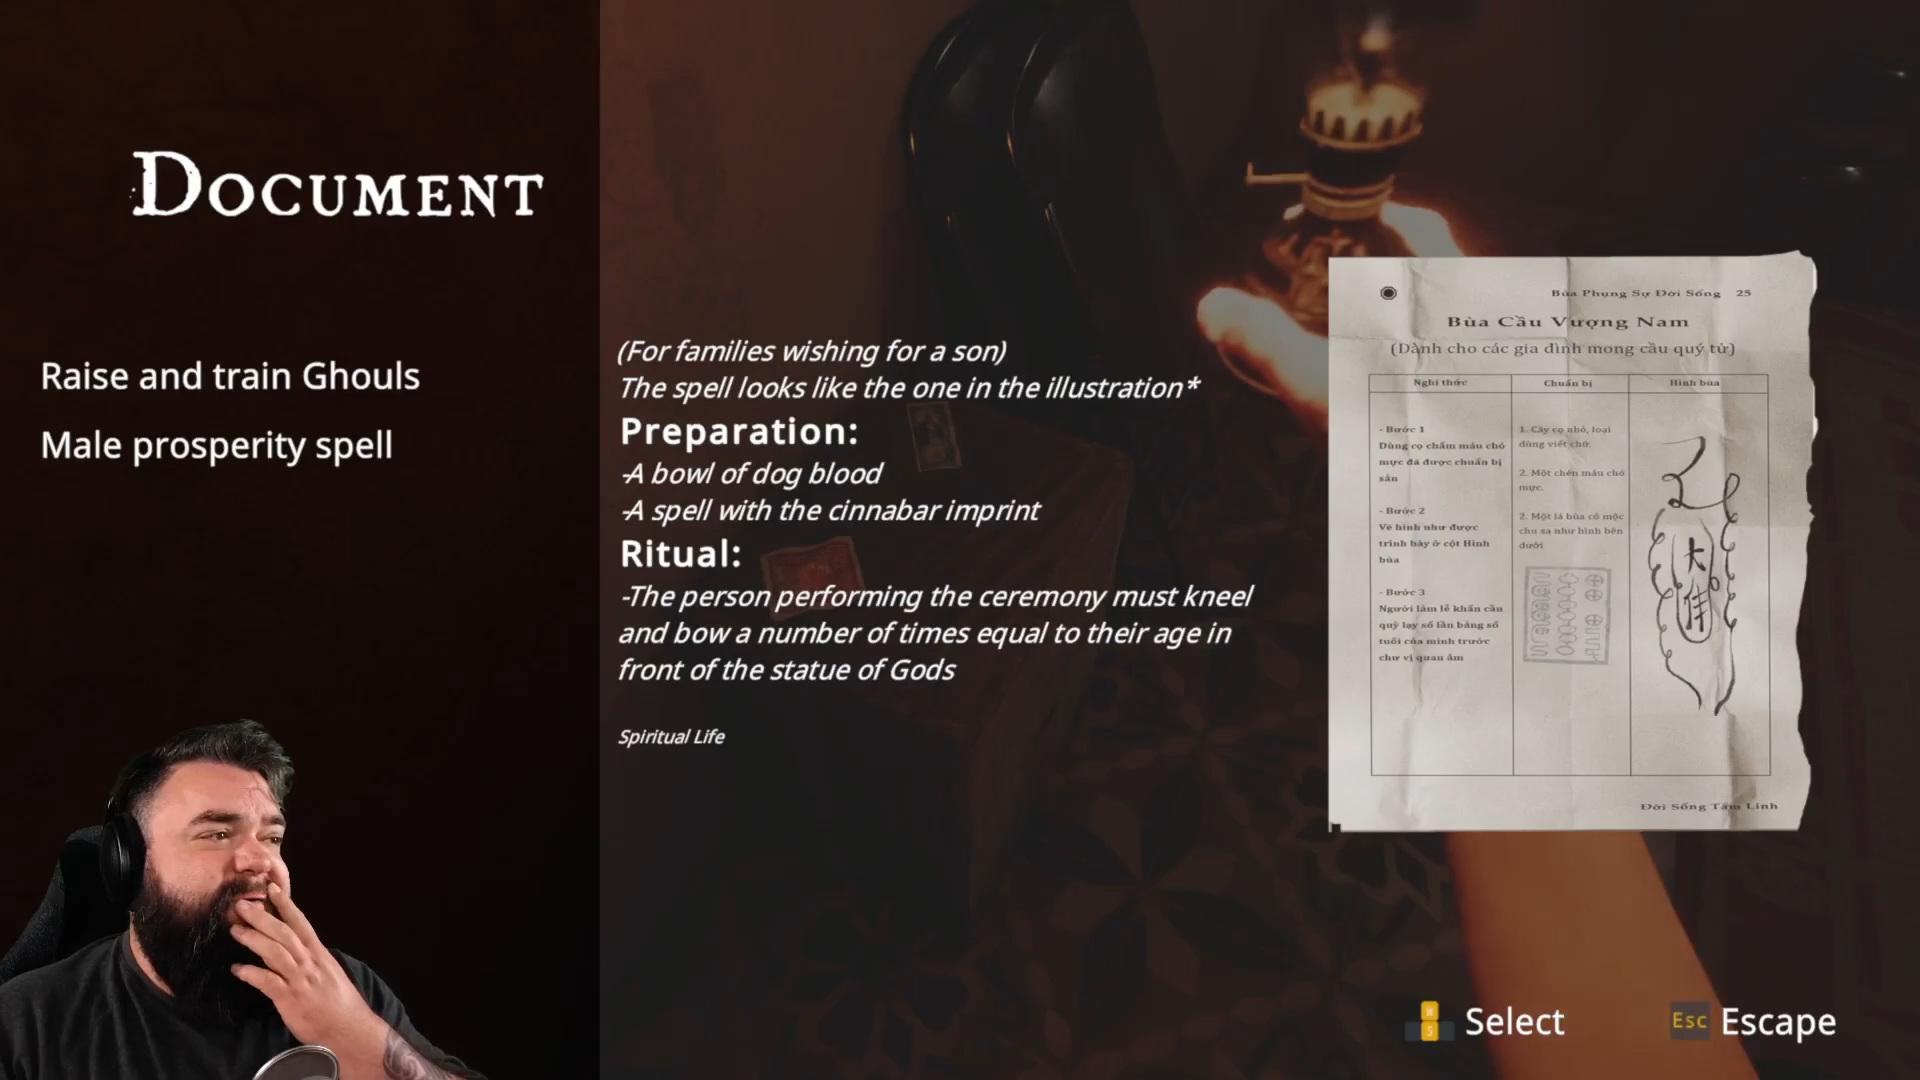 DOCUMENT
Raise and train Ghouls
Male prosperity spell
(For families wishing for a son)
The spell looks like the one in the illustration*
Preparation:
-A bowl of dog blood
-A spell with the cinnabar imprint
Ritual:
-The person performing the ceremony must kneel
and bow a number of times equal to their age in
front of the statue of Gods
Spiritual Life
Bùa Phụng Sự Đời Sống 25
Bùa Cầu Vượng Nam
(Dành cho các gia đình mong cầu quý tử)
Nghi thức
- Bước 1
Dùng cọ chấm máu chó
mực đã được chuẩn bị
sẵn
- Bước 2
Vẽ hình như được
trình bày ở cột Hình
bùa
- Bước 3
Người làm lễ khấn cần
quỳ lạy số lần bằng số
tuổi của mình trước
chư vị quan âm
Chuẩn bị
1. Cây cọ nhỏ, loại
dùng viết chữ.
2. Một chén máu chó
mực.
2. Một lá bùa có mộc
chu sa như hình bên
dưới
Hình bùa
大
Đời Sống Tâm Linh
W
S
Select
Esc
Escape